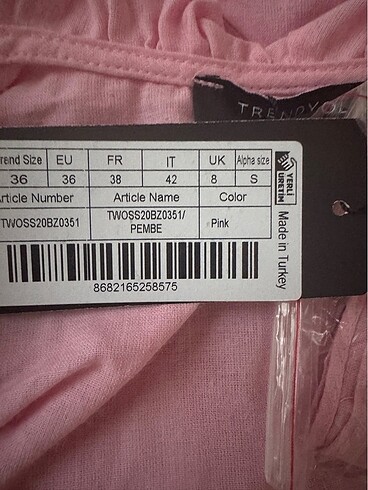 TRENDYOL
Trend Size EU FR IT UK Alpha size
36 36 38 42 8 S
Article Number Article Name Color
TWOSS20BZ0351 TWOSS20BZ0351/ PEMBE Pink
8682165258575
YERLİ
ÜRETİM
Made in Turkey